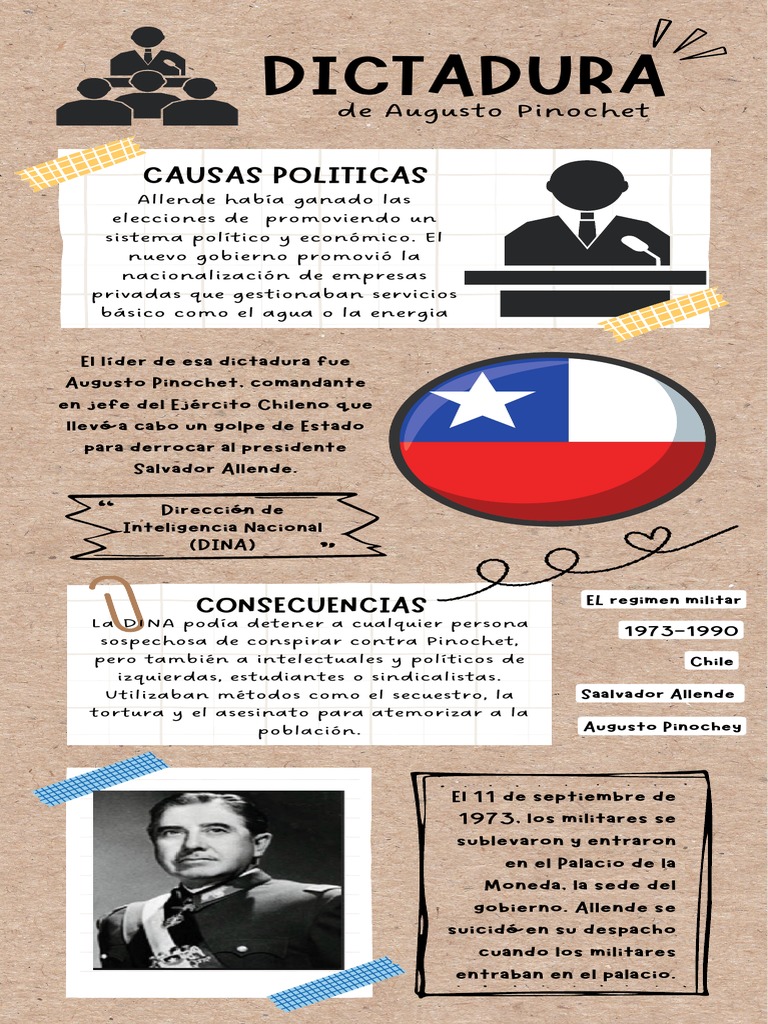 DICTADURA
de Augusto Pinochet
CAUSAS POLITICAS
Allende había ganado las
elecciones de promoviendo un
sistema político y económico. El
nuevo gobierno promovió la
nacionalización de empresas
privadas que gestionaban servicios
básico como el agua o la energia
El líder de esa dictadura fue
Augusto Pinochet, comandante
en jefe del Ejército Chileno que
llevó a cabo un golpe de Estado
para derrocar al presidente
Salvador Allende.
“ Dirección de
Inteligencia Nacional
(DINA) ”
CONSECUENCIAS
La DINA podía detener a cualquier persona
sospechosa de conspirar contra Pinochet,
pero también a intelectuales y políticos de
izquierdas, estudiantes o sindicalistas.
Utilizaban métodos como el secuestro, la
tortura y el asesinato para atemorizar a la
población.
EL regimen militar
1973-1990
Chile
Saalvador Allende
Augusto Pinochey
El 11 de septiembre de
1973, los militares se
sublevaron y entraron
en el Palacio de la
Moneda, la sede del
gobierno. Allende se
suicidó en su despacho
cuando los militares
entraban en el palacio.